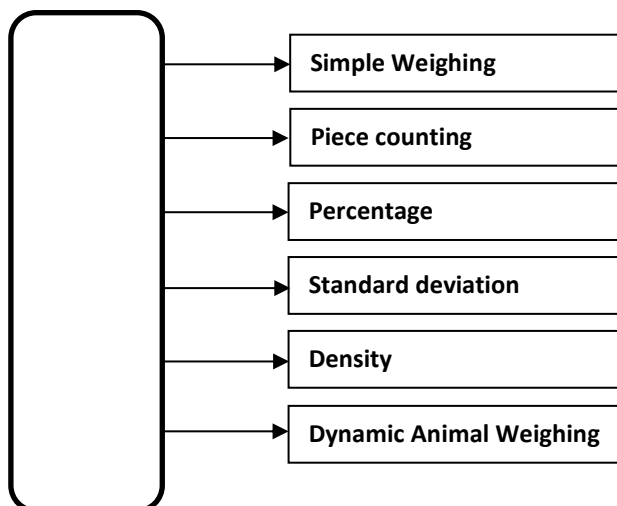 Simple Weighing
Piece counting
Percentage
Standard deviation
Density
Dynamic Animal Weighing